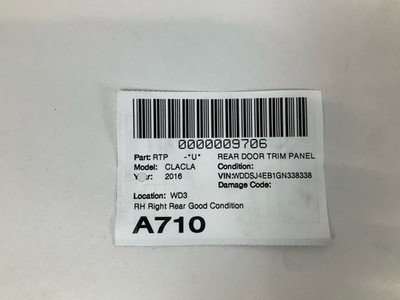 0000009706
Part: RTP -*U* REAR DOOR TRIM PANEL
Model: CLACLA Condition:
Year: 2016 VIN:WDDSJ4EB1GN338338
Damage Code:
Location: WD3
RH Right Rear Good Condition
A710